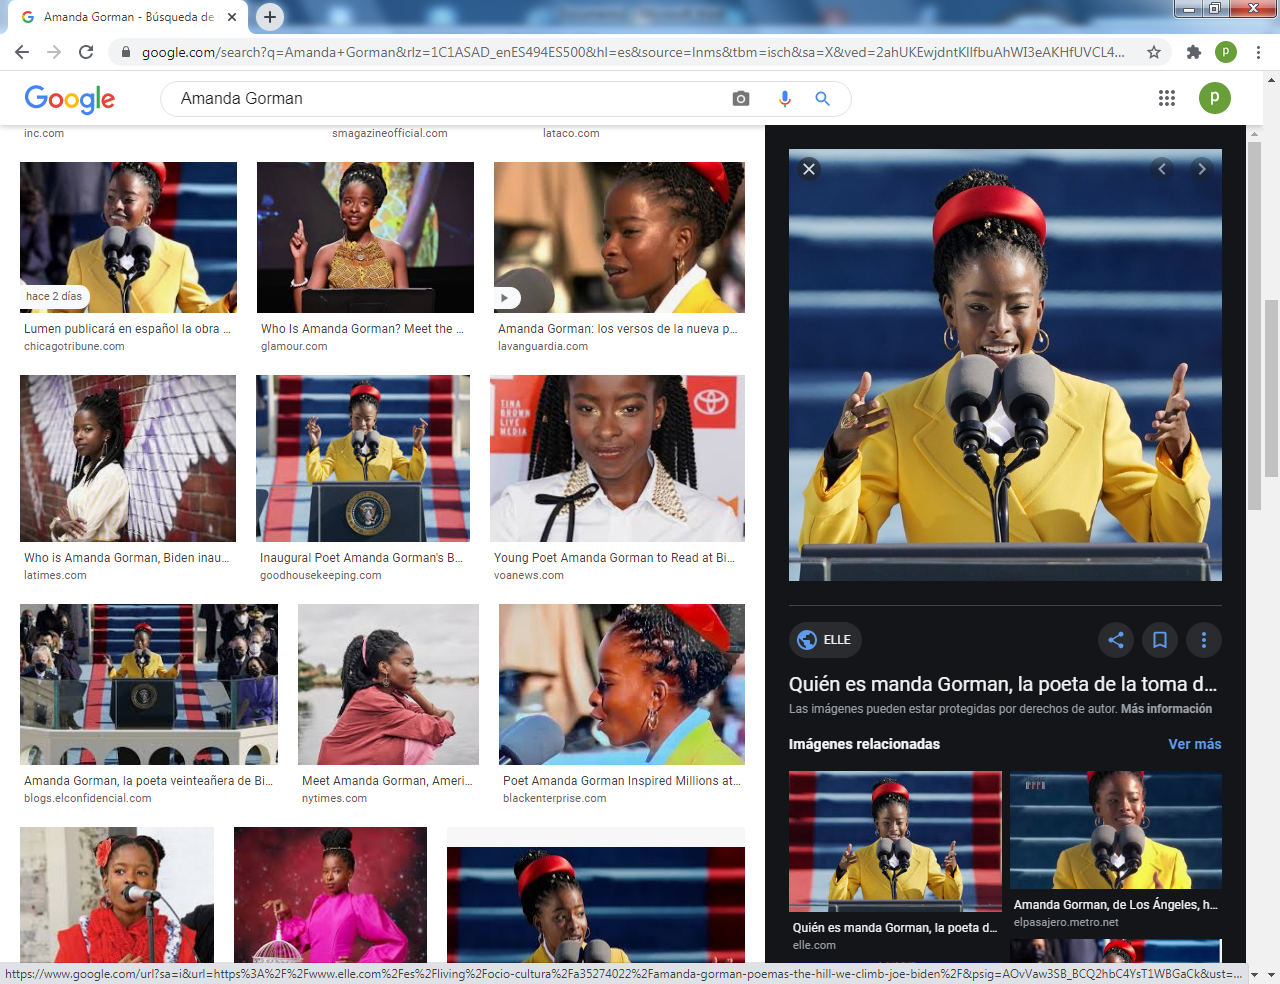 Amanda Gorman - Búsqueda de
google.com/search?q=Amanda+Gorman&rlz=1C1ASAD_enES494ES500&hl=es&source=lnms&tbm=isch&sa=X&ved=2ahUKEwjdntKllfbuAhWI3eAKHfUVCL4...
p
Google
Amanda Gorman
p
inc.com
smagazineofficial.com
lataco.com
hace 2 días
Lumen publicará en español la obra ...
chicagotribune.com
Who Is Amanda Gorman? Meet the ...
glamour.com
Amanda Gorman: los versos de la nueva p...
lavanguardia.com
TINA
BROWN
LIVE
MEDIA
TOYOTA
Who is Amanda Gorman, Biden inau...
latimes.com
Inaugural Poet Amanda Gorman's B...
goodhousekeeping.com
Young Poet Amanda Gorman to Read at Bi...
voanews.com
Amanda Gorman, la poeta veinteañera de Bi...
blogs.elconfidencial.com
Meet Amanda Gorman, Ameri...
nytimes.com
Poet Amanda Gorman Inspired Millions at...
blackenterprise.com
ELLE
Quién es manda Gorman, la poeta de la toma d...
Las imágenes pueden estar protegidas por derechos de autor. Más información
Imágenes relacionadas
Ver más
Quién es manda Gorman, la poeta d...
elle.com
Amanda Gorman, de Los Ángeles, h...
elpasajero.metro.net
https://www.google.com/url?sa=i&url=https%3A%2F%2Fwww.elle.com%2Fes%2Fliving%2Focio-cultura%2Fa35274022%2Famanda-gorman-poemas-the-hill-we-climb-joe-biden%2F&psig=AOvVaw3SB_BCQ2hbC4YsT1WBGaCk&ust=...